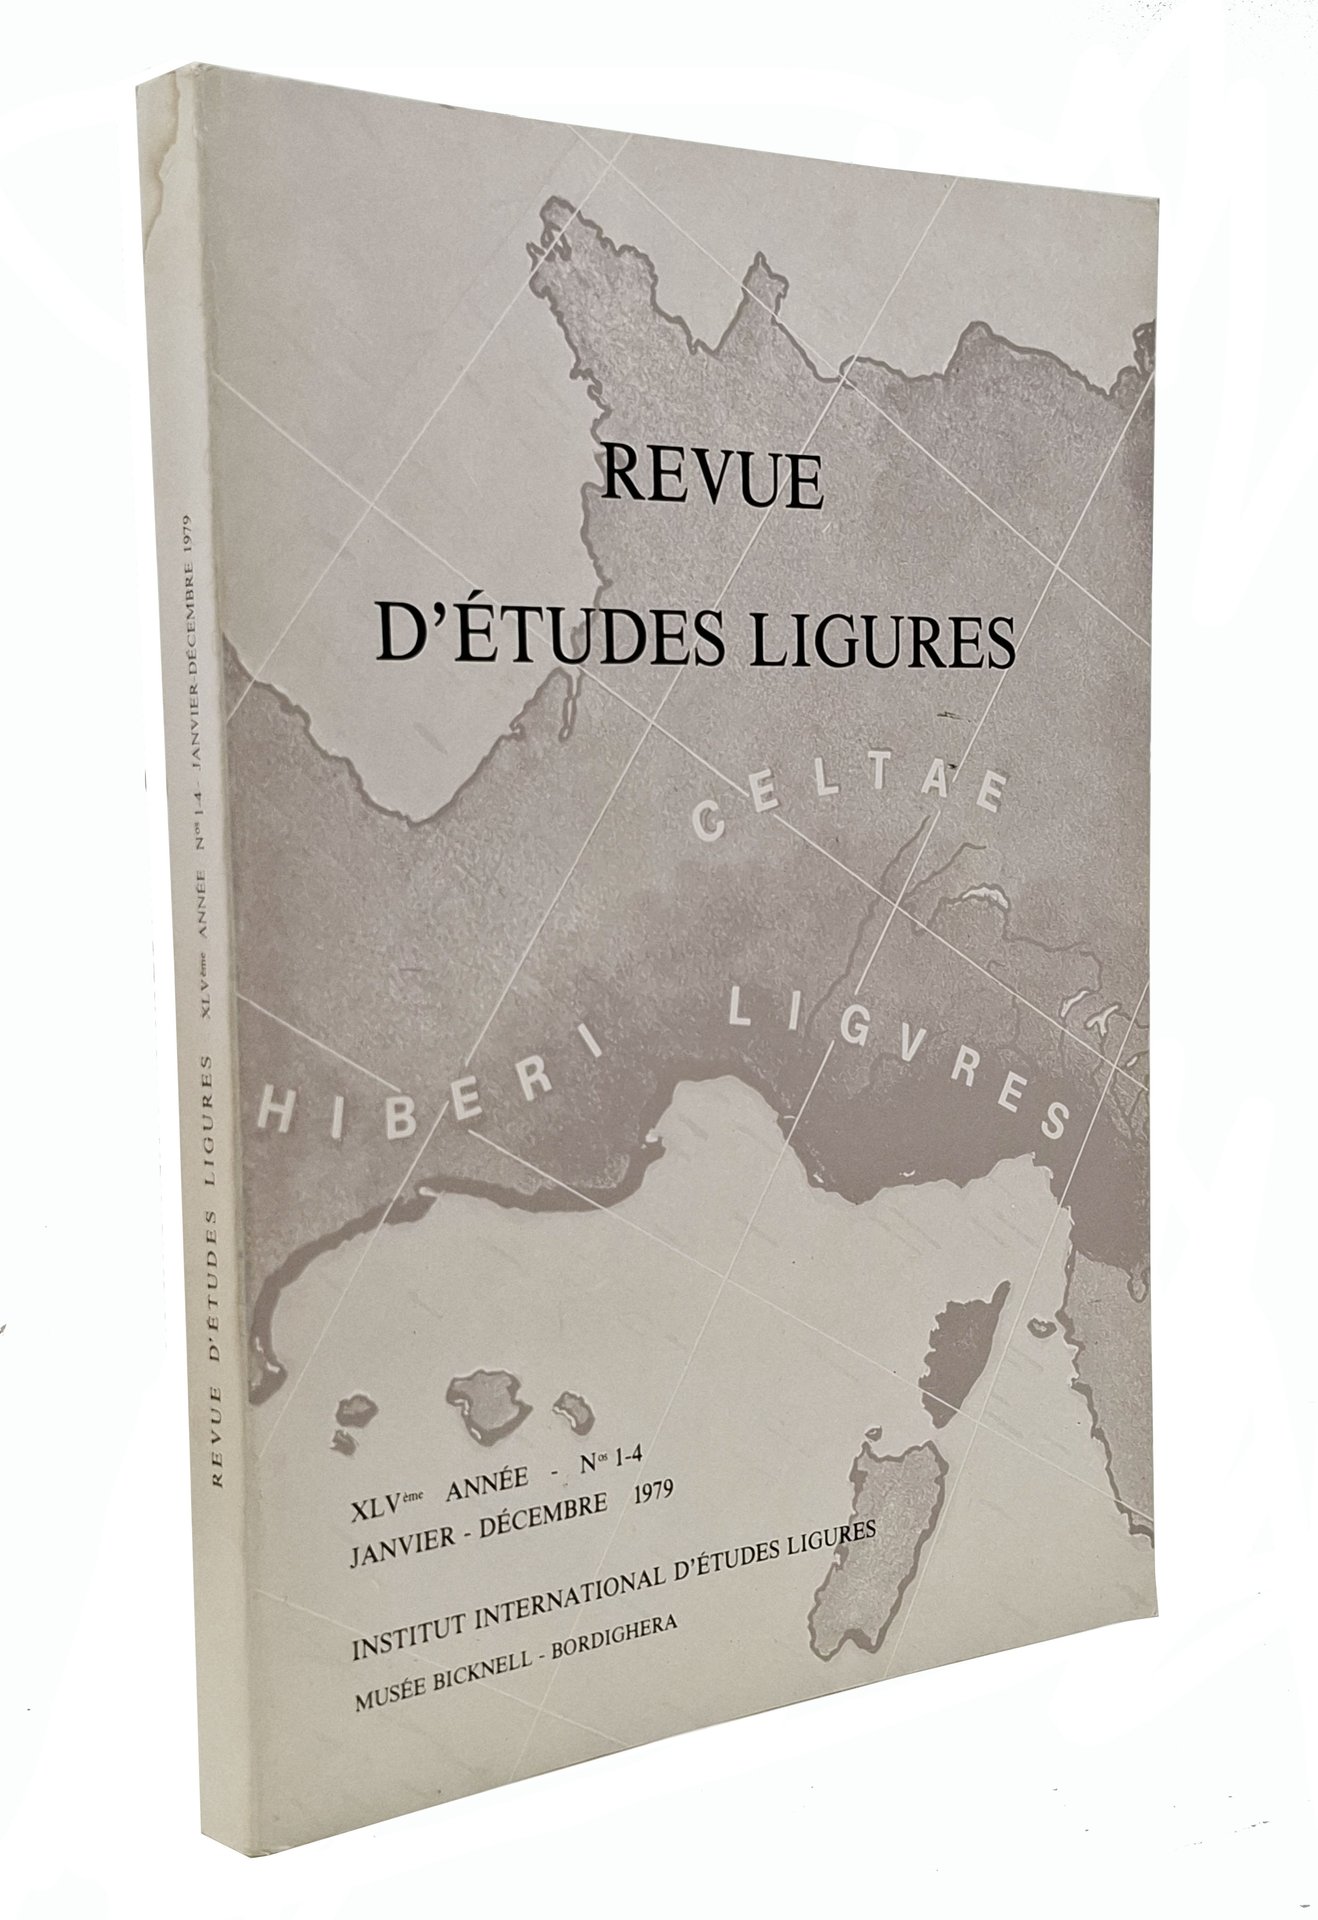 REVUE
D'ÉTUDES LIGURES
CELTAE
LIGVRES
HIBERI
XLVème ANNÉE - Nos 1-4
JANVIER - DÉCEMBRE 1979
INSTITUT INTERNATIONAL D'ÉTUDES LIGURES
MUSÉE BICKNELL - BORDIGHERA
REVUE D'ÉTUDES LIGURES XLVème ANNÉE Nos 1-4 - JANVIER-DÉCEMBRE 1979